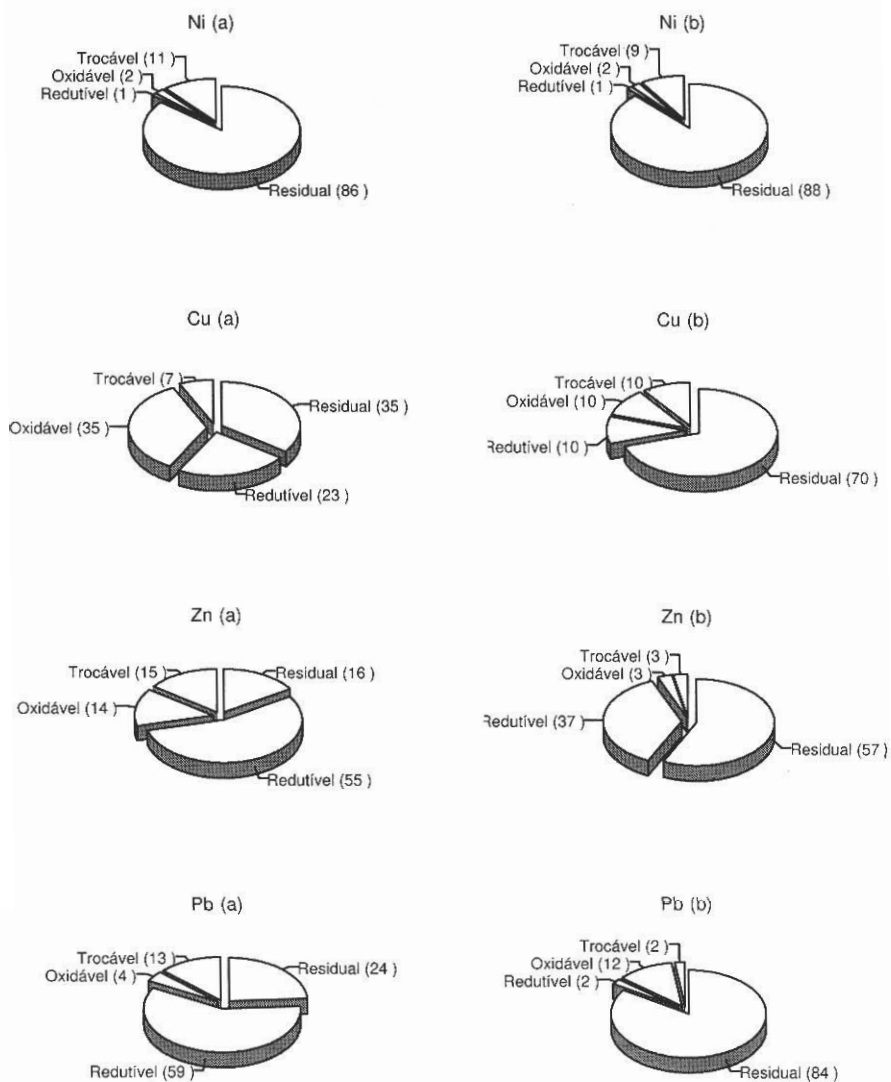 Ni (a)
Trocável (11 )
Oxidável (2 )
Redutível (1 )
Residual (86 )
Ni (b)
Trocável (9 )
Oxidável (2 )
Redutível (1 )
Residual (88 )
Cu (a)
Trocável (7 )
Residual (35 )
Oxidável (35 )
Redutível (23 )
Cu (b)
Trocável (10 )
Oxidável (10 )
Redutível (10 )
Residual (70 )
Zn (a)
Trocável (15 )
Residual (16 )
Oxidável (14 )
Redutível (55 )
Zn (b)
Trocável (3 )
Oxidável (3 )
Redutível (37 )
Residual (57 )
Pb (a)
Trocável (13 )
Oxidável (4 )
Residual (24 )
Redutível (59 )
Pb (b)
Trocável (2 )
Oxidável (12 )
Redutível (2 )
Residual (84 )